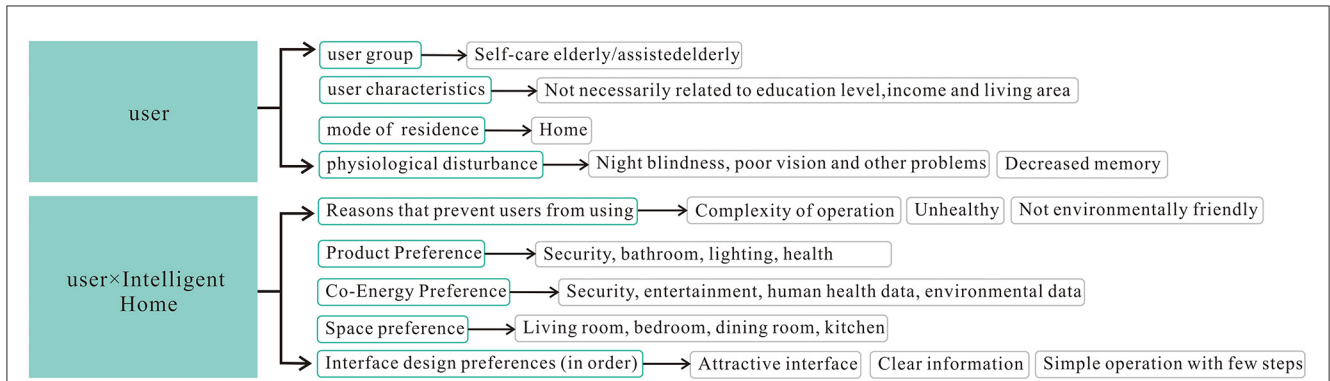 user
user group
Self-care elderly/assistedelderly
user characteristics
Not necessarily related to education level,income and living area
mode of residence
Home
physiological disturbance
Night blindness, poor vision and other problems
Decreased memory
user×Intelligent
Home
Reasons that prevent users from using
Complexity of operation
Unhealthy
Not environmentally friendly
Product Preference
Security, bathroom, lighting, health
Co-Energy Preference
Security, entertainment, human health data, environmental data
Space preference
Living room, bedroom, dining room, kitchen
Interface design preferences (in order)
Attractive interface
Clear information
Simple operation with few steps